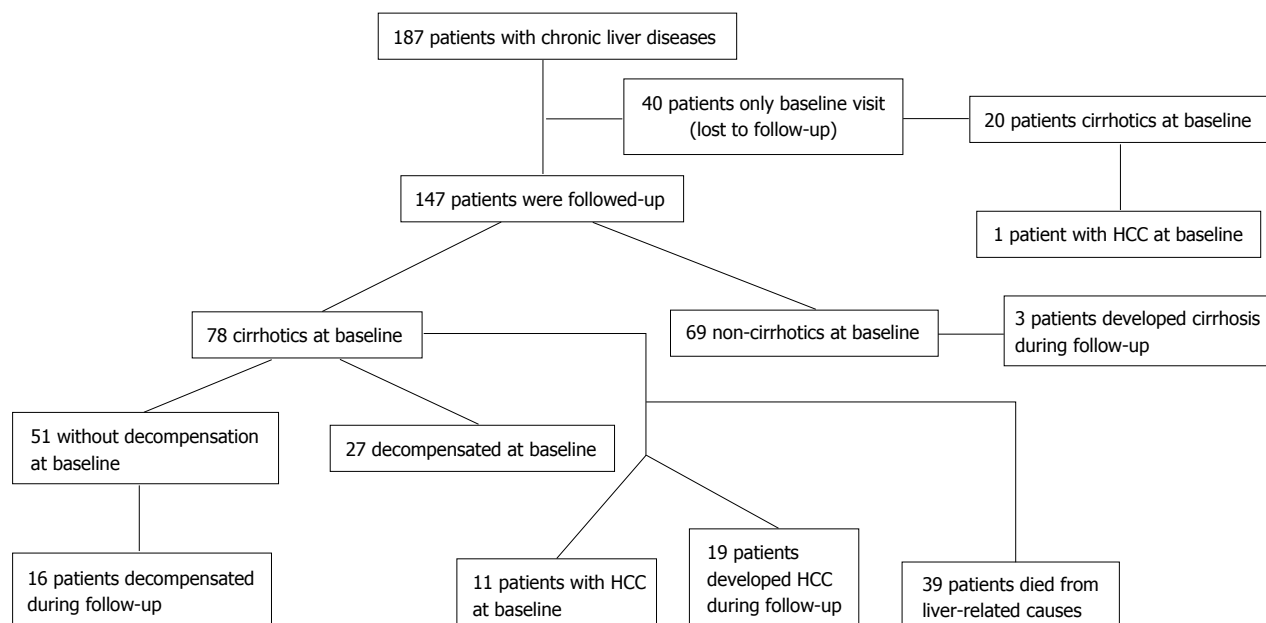 187 patients with chronic liver diseases
40 patients only baseline visit
(lost to follow-up)
20 patients cirrhotics at baseline
147 patients were followed-up
1 patient with HCC at baseline
78 cirrhotics at baseline
69 non-cirrhotics at baseline
3 patients developed cirrhosis
during follow-up
51 without decompensation
at baseline
27 decompensated at baseline
16 patients decompensated
during follow-up
11 patients with HCC
at baseline
19 patients
developed HCC
during follow-up
39 patients died from
liver-related causes